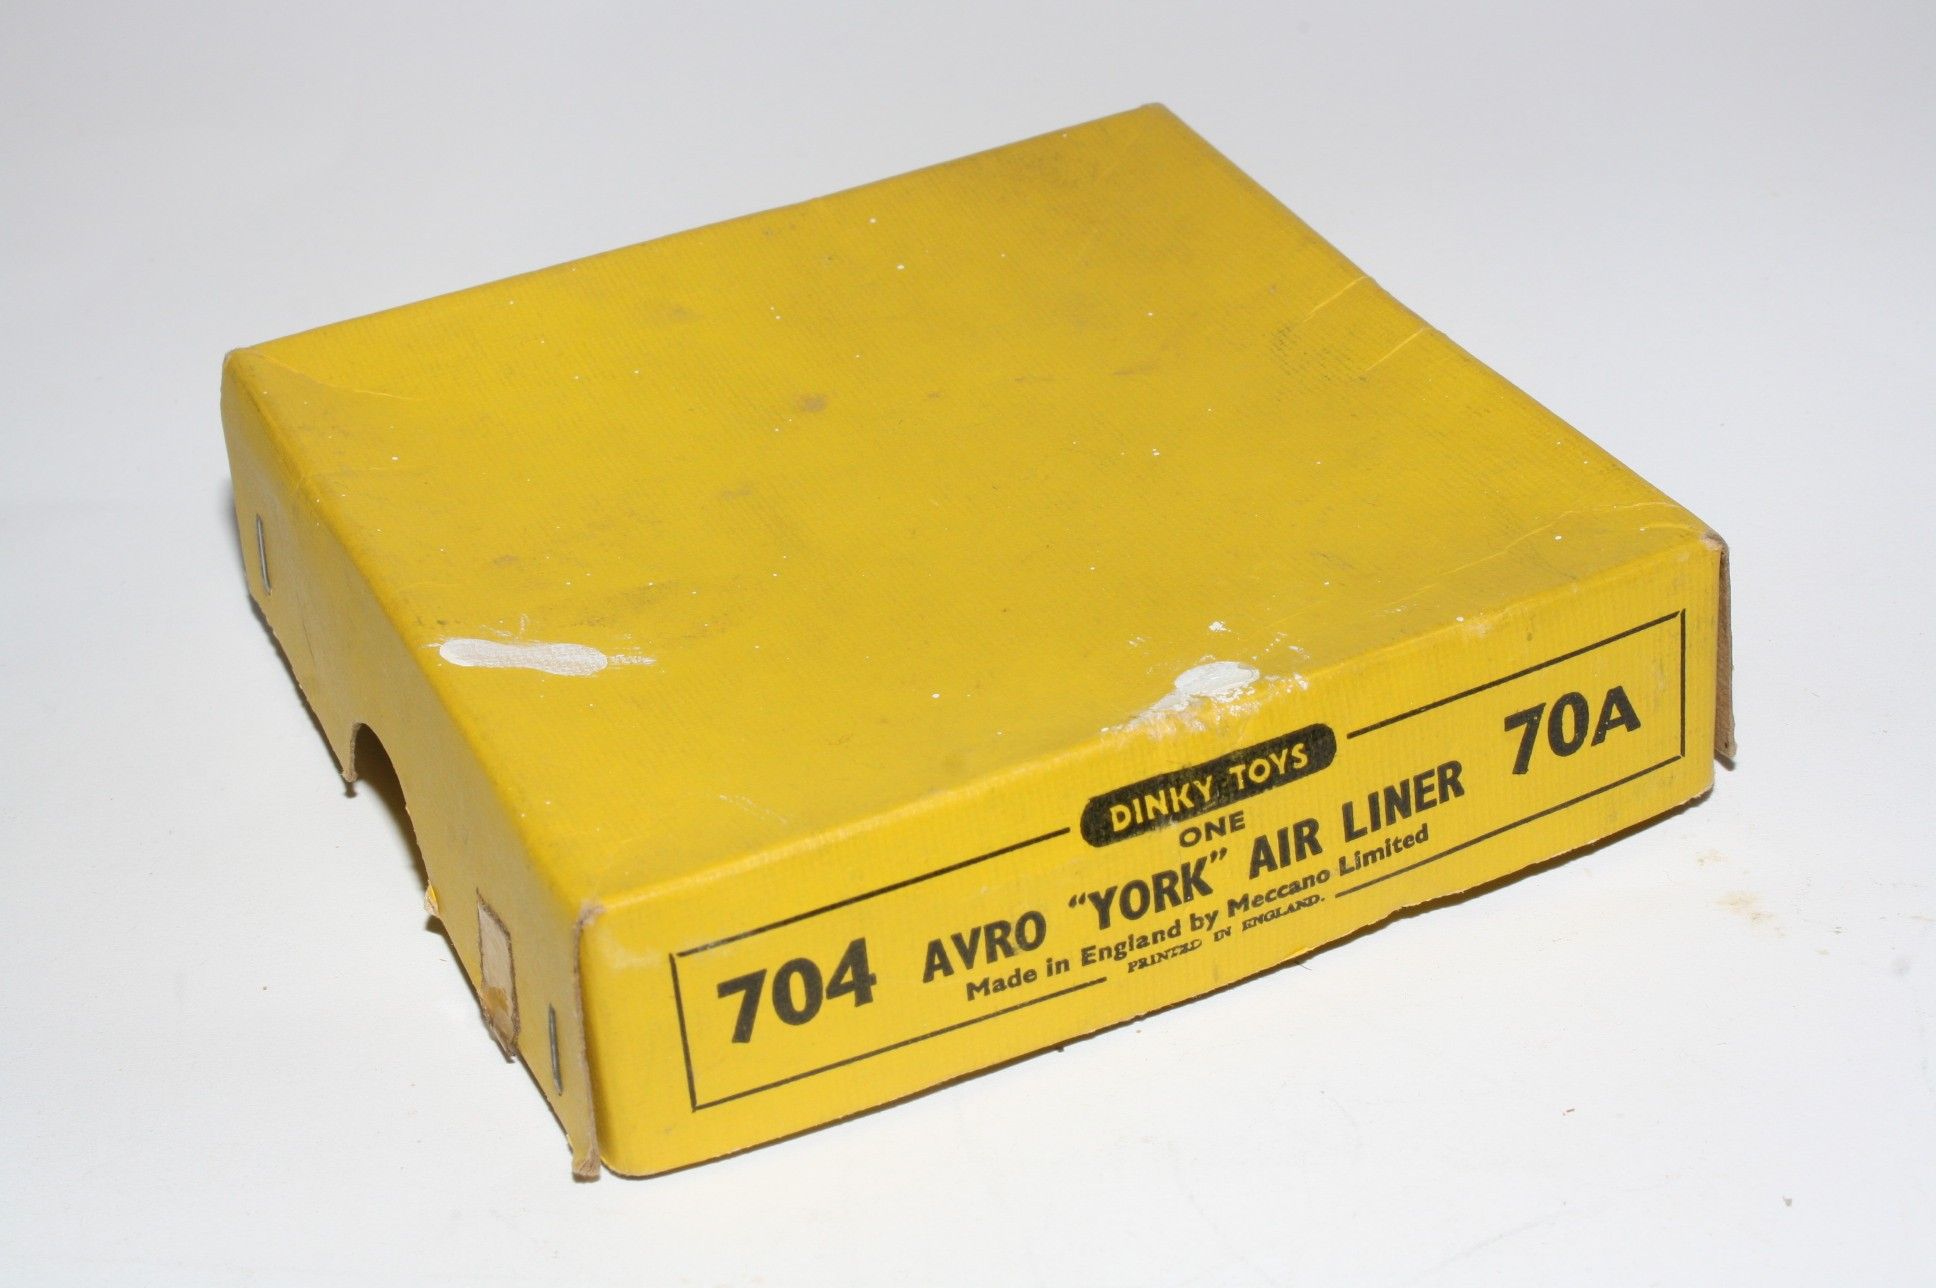 DINKY TOYS
ONE
704 AVRO “YORK” AIR LINER 70A
Made in England by Meccano Limited
PRINTED IN ENGLAND.